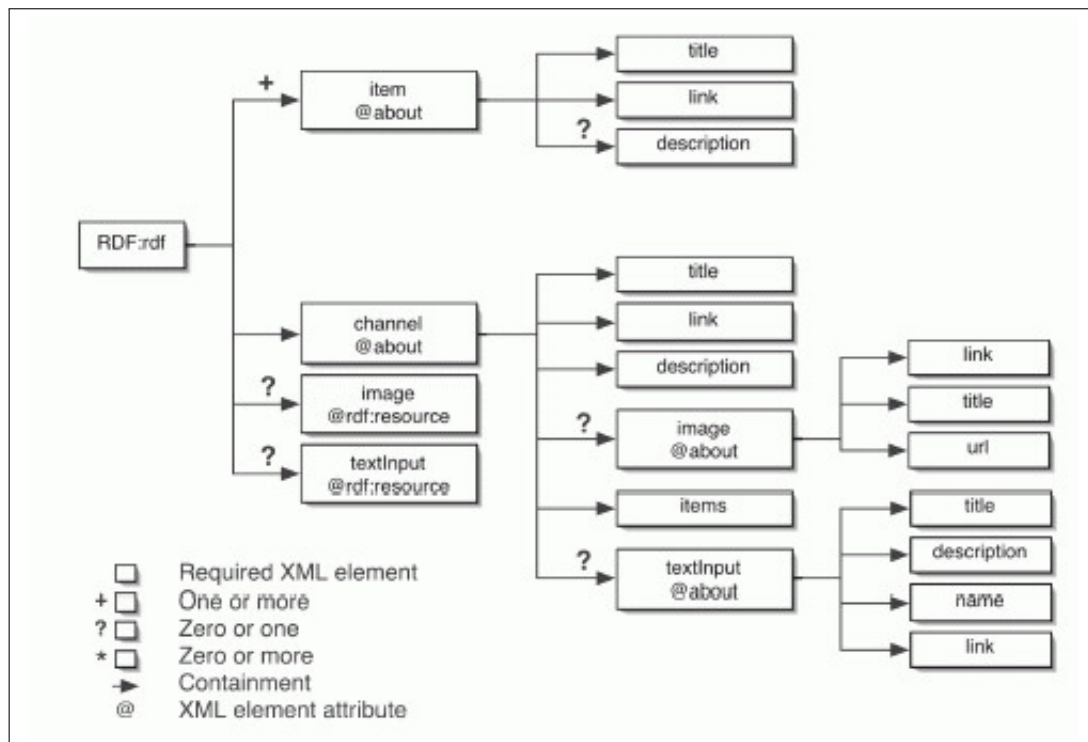 +
item
@about
title
link
?
description
RDF:rdf
channel
@about
title
link
description
?
image
@rdf:resource
?
textInput
@rdf:resource
?
image
@about
link
title
url
items
?
textInput
@about
title
description
name
link
Required XML element
+ One or more
? Zero or one
* Zero or more
Containment
@ XML element attribute